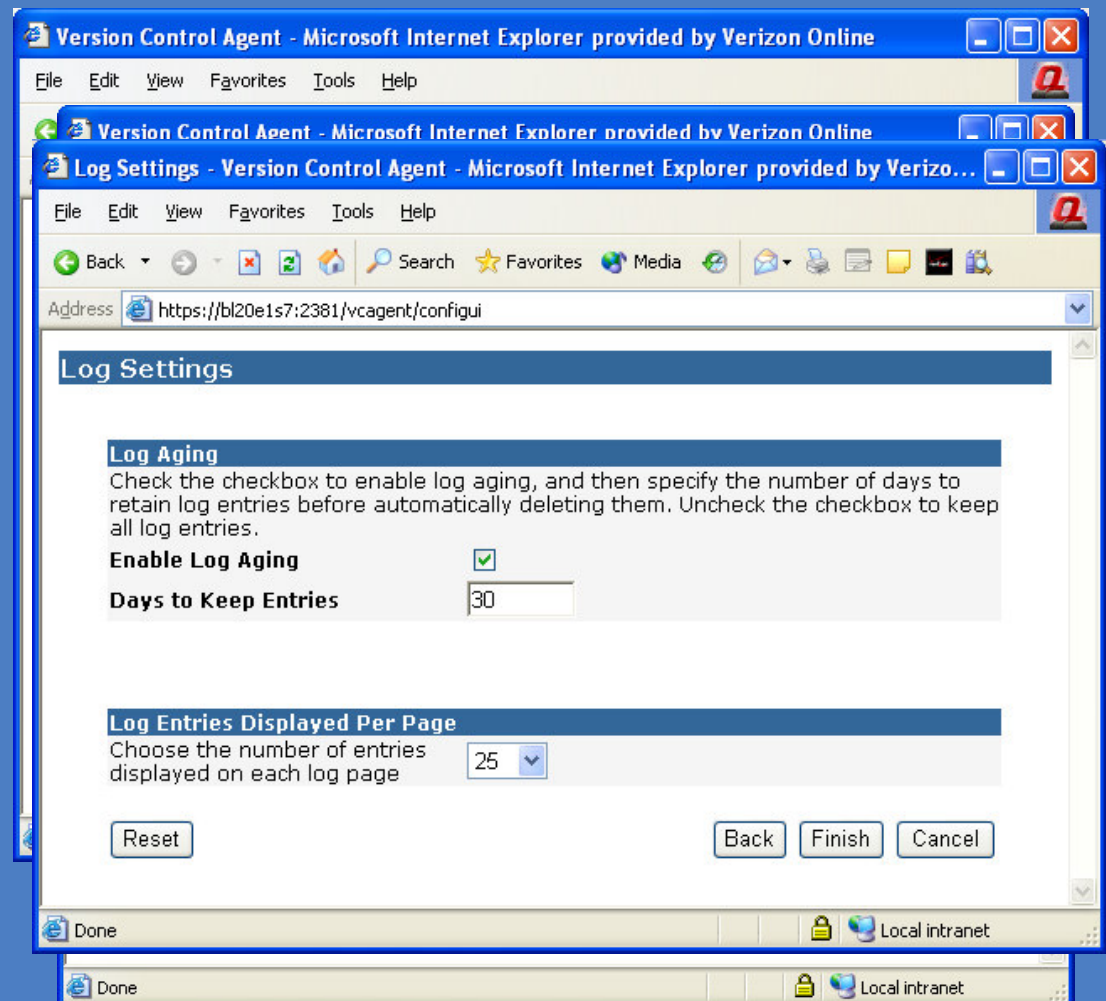 Version Control Agent - Microsoft Internet Explorer provided by Verizon Online
File Edit View Favorites Tools Help
Version Control Agent - Microsoft Internet Explorer provided by Verizon Online
Log Settings - Version Control Agent - Microsoft Internet Explorer provided by Verizo...
File Edit View Favorites Tools Help
Back Search Favorites Media
Address https://bl20e1s7:2381/vcagent/configui
Log Settings
Log Aging
Check the checkbox to enable log aging, and then specify the number of days to
retain log entries before automatically deleting them. Uncheck the checkbox to keep
all log entries.
Enable Log Aging
Days to Keep Entries 30
Log Entries Displayed Per Page
Choose the number of entries
displayed on each log page 25
Reset Back Finish Cancel
Done Local intranet
Done Local intranet